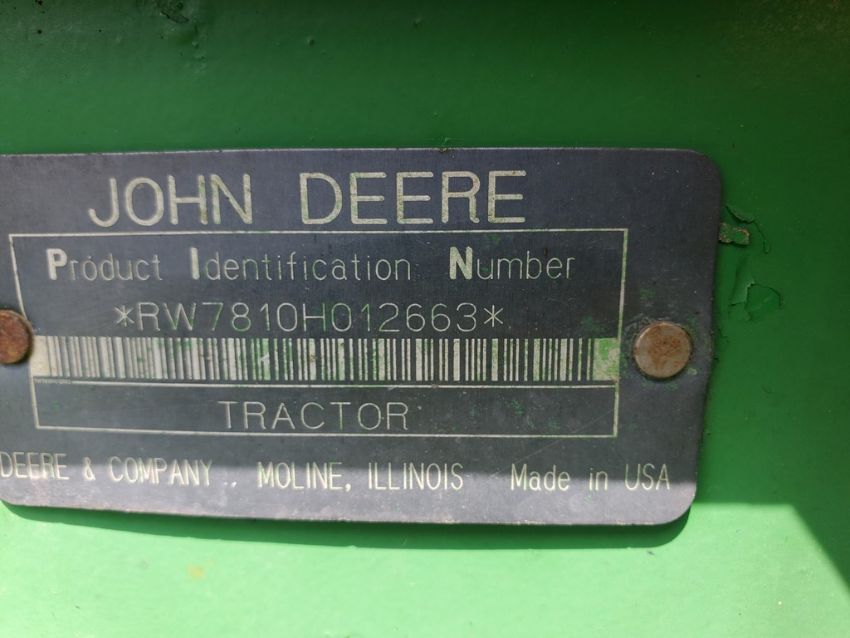 JOHN DEERE
Product Identification Number
*RW7810H012663*
TRACTOR
DEERE & COMPANY., MOLINE, ILLINOIS Made in USA